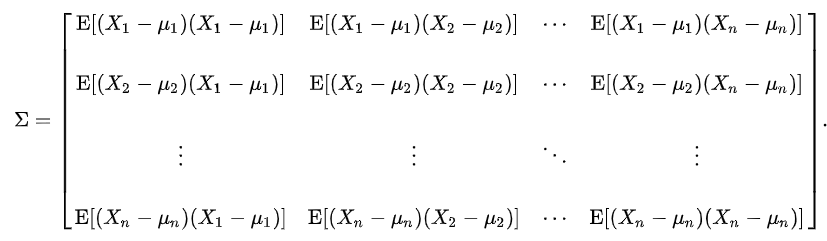 E[(X₁ − μ₁)(X₁ − μ₁)] E[(X₁ − μ₁)(X₂ − μ₂)] ⋯ E[(X₁ − μ₁)(Xₙ − μₙ)]
E[(X₂ − μ₂)(X₁ − μ₁)] E[(X₂ − μ₂)(X₂ − μ₂)] ⋯ E[(X₂ − μ₂)(Xₙ − μₙ)]
Σ = [ ].
⋮ ⋮ ⋱ ⋮
E[(Xₙ − μₙ)(X₁ − μ₁)] E[(Xₙ − μₙ)(X₂ − μ₂)] ⋯ E[(Xₙ − μₙ)(Xₙ − μₙ)]